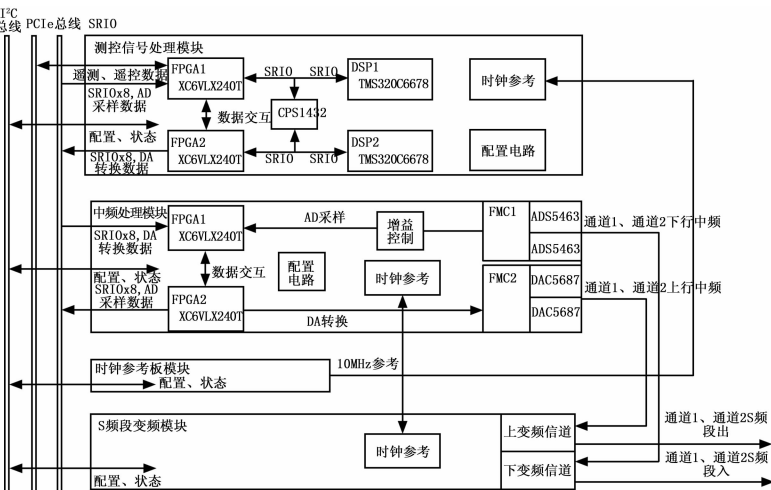 I²C
总线 PCIe总线 SRIO
测控信号处理模块
遥测、遥控数据
SRIOx8,AD
采样数据
配置、状态
SRIOx8,DA
转换数据
FPGA1
XC6VLX240T
数据交互
FPGA2
XC6VLX240T
SRIO SRIO
CPS1432
SRIO SRIO
DSP1
TMS320C6678
DSP2
TMS320C6678
时钟参考
配置电路
中频处理模块
SRIOx8,DA
转换数据
配置、状态
SRIOx8,AD
采样数据
FPGA1
XC6VLX240T
数据交互
FPGA2
XC6VLX240T
AD采样
增益
控制
配置
电路
时钟参考
DA转换
FMC1
ADS5463
ADS5463
FMC2
DAC5687
DAC5687
通道1、通道2下行中频
通道1、通道2上行中频
时钟参考板模块
配置、状态
10MHz参考
S频段变频模块
配置、状态
时钟参考
上变频信道
下变频信道
通道1、通道2S频
段出
通道1、通道2S频
段入